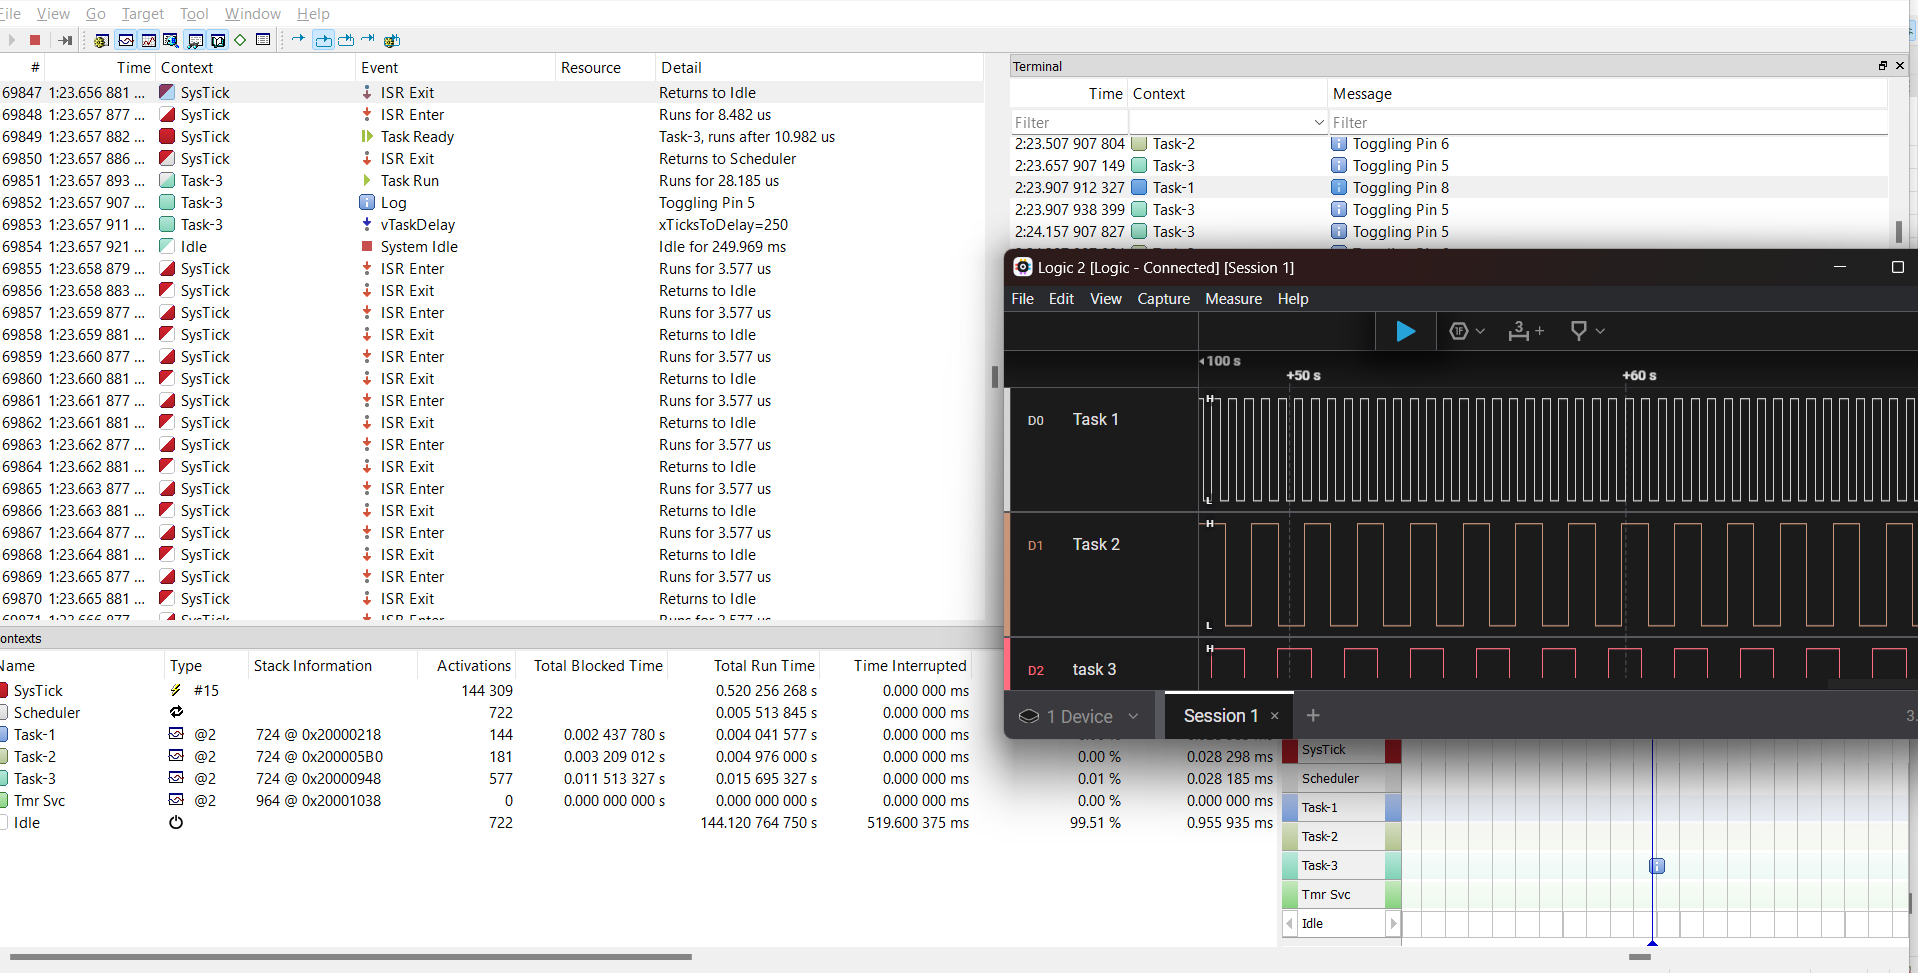 File View Go Target Tool Window Help
# Time Context Event Resource Detail
69847 1:23.656 881 ... SysTick ISR Exit Returns to Idle
69848 1:23.657 877 ... SysTick ISR Enter Runs for 8.482 us
69849 1:23.657 882 ... SysTick Task Ready Task-3, runs after 10.982 us
69850 1:23.657 886 ... SysTick ISR Exit Returns to Scheduler
69851 1:23.657 893 ... Task-3 Task Run Runs for 28.185 us
69852 1:23.657 907 ... Task-3 Log Toggling Pin 5
69853 1:23.657 911 ... Task-3 vTaskDelay xTicksToDelay=250
69854 1:23.657 921 ... Idle System Idle Idle for 249.969 ms
69855 1:23.658 879 ... SysTick ISR Enter Runs for 3.577 us
69856 1:23.658 883 ... SysTick ISR Exit Returns to Idle
69857 1:23.659 877 ... SysTick ISR Enter Runs for 3.577 us
69858 1:23.659 881 ... SysTick ISR Exit Returns to Idle
69859 1:23.660 877 ... SysTick ISR Enter Runs for 3.577 us
69860 1:23.660 881 ... SysTick ISR Exit Returns to Idle
69861 1:23.661 877 ... SysTick ISR Enter Runs for 3.577 us
69862 1:23.661 881 ... SysTick ISR Exit Returns to Idle
69863 1:23.662 877 ... SysTick ISR Enter Runs for 3.577 us
69864 1:23.662 881 ... SysTick ISR Exit Returns to Idle
69865 1:23.663 877 ... SysTick ISR Enter Runs for 3.577 us
69866 1:23.663 881 ... SysTick ISR Exit Returns to Idle
69867 1:23.664 877 ... SysTick ISR Enter Runs for 3.577 us
69868 1:23.664 881 ... SysTick ISR Exit Returns to Idle
69869 1:23.665 877 ... SysTick ISR Enter Runs for 3.577 us
69870 1:23.665 881 ... SysTick ISR Exit Returns to Idle
69871 1:23.666 877 ... SysTick ISR Enter Runs for 3.577 us
Terminal
Time Context Message
Filter Filter
2:23.507 907 804 Task-2 Toggling Pin 6
2:23.657 907 149 Task-3 Toggling Pin 5
2:23.907 912 327 Task-1 Toggling Pin 8
2:23.907 938 399 Task-3 Toggling Pin 5
2:24.157 907 827 Task-3 Toggling Pin 5
Logic 2 [Logic - Connected] [Session 1]
File Edit View Capture Measure Help
1F 3 +
100 s
+50 s +60 s
D0 Task 1 H L
D1 Task 2 H L
D2 task 3 H
1 Device Session 1 × + 3.
ontexts
Name Type Stack Information Activations Total Blocked Time Total Run Time Time Interrupted
SysTick #15 144 309 0.520 256 268 s 0.000 000 ms
Scheduler 722 0.005 513 845 s 0.000 000 ms
Task-1 @2 724 @ 0x20000218 144 0.002 437 780 s 0.004 041 577 s 0.000 000 ms
Task-2 @2 724 @ 0x200005B0 181 0.003 209 012 s 0.004 976 000 s 0.000 000 ms 0.00 % 0.028 298 ms
Task-3 @2 724 @ 0x20000948 577 0.011 513 327 s 0.015 695 327 s 0.000 000 ms 0.01 % 0.028 185 ms
Tmr Svc @2 964 @ 0x20001038 0 0.000 000 000 s 0.000 000 000 s 0.000 000 ms 0.00 % 0.000 000 ms
Idle 722 144.120 764 750 s 519.600 375 ms 99.51 % 0.955 935 ms
SysTick
Scheduler
Task-1
Task-2
Task-3
Tmr Svc
Idle